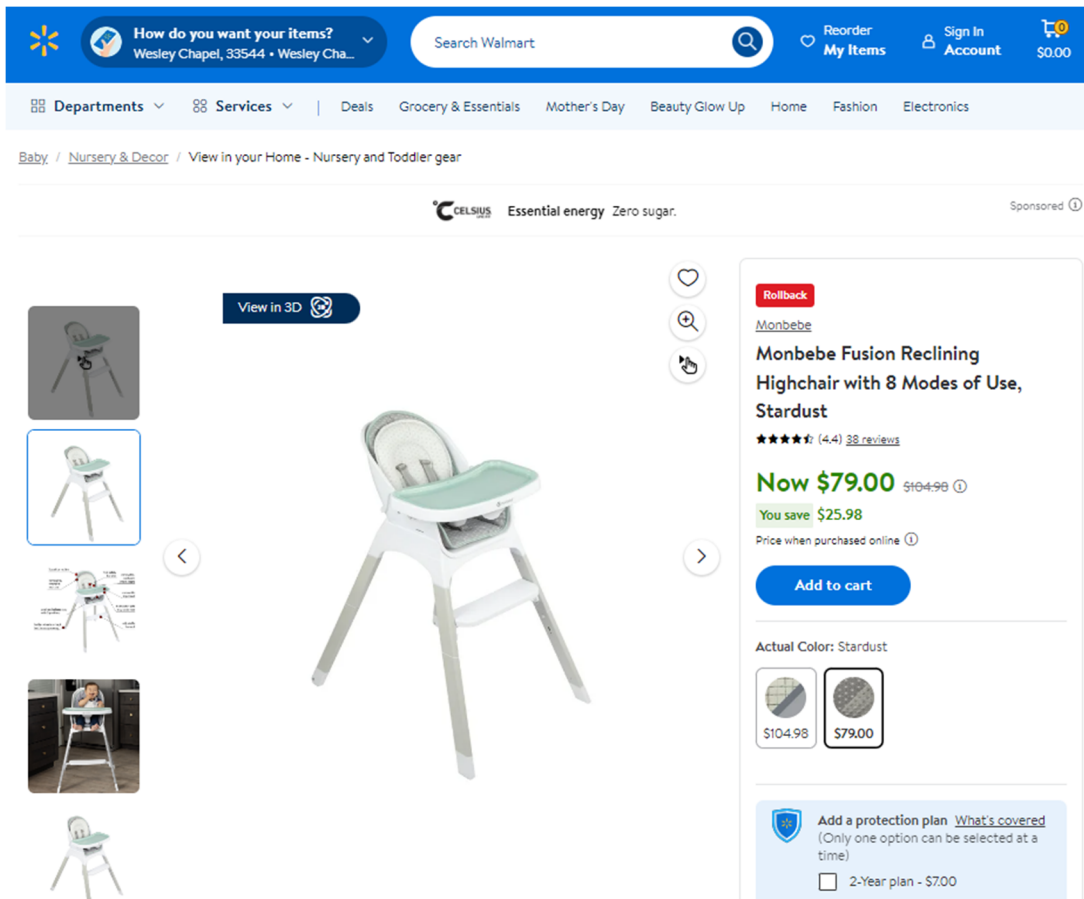 How do you want your items?
Wesley Chapel, 33544 • Wesley Cha...
Search Walmart
Reorder
My Items
Sign In
Account
0
$0.00
Departments
Services
Deals
Grocery & Essentials
Mother's Day
Beauty Glow Up
Home
Fashion
Electronics
Baby / Nursery & Decor / View in your Home - Nursery and Toddler gear
CELSIUS
Essential energy Zero sugar.
Sponsored
View in 3D
Rollback
Monbebe
Monbebe Fusion Reclining
Highchair with 8 Modes of Use,
Stardust
(4.4) 38 reviews
Now $79.00 $104.98
You save $25.98
Price when purchased online
Add to cart
Actual Color: Stardust
$104.98
$79.00
Add a protection plan What's covered
(Only one option can be selected at a
time)
2-Year plan - $7.00